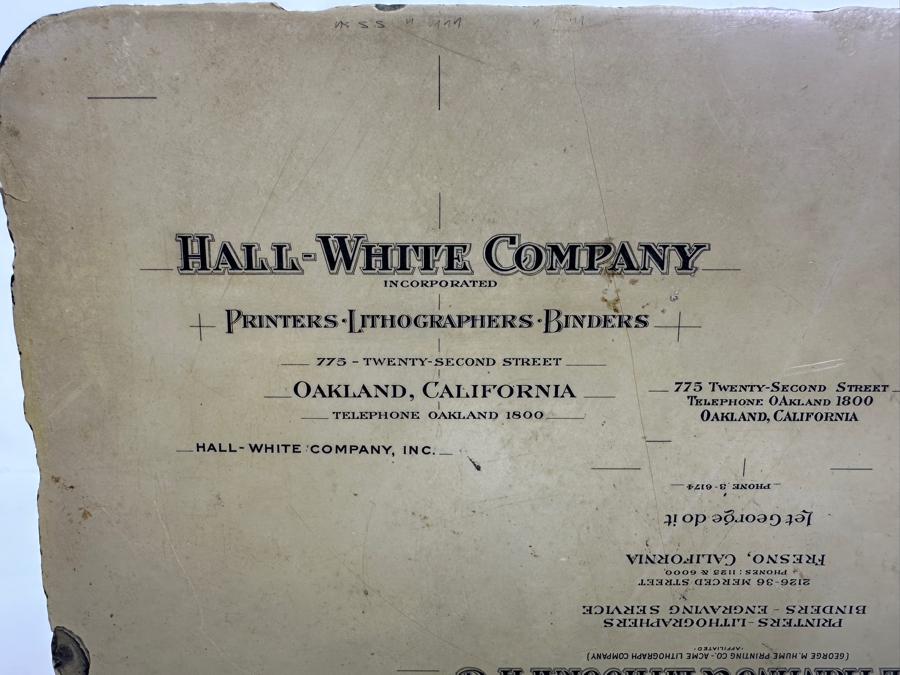 HALL-WHITE COMPANY
INCORPORATED
PRINTERS·LITHOGRAPHERS·BINDERS
775 - TWENTY-SECOND STREET
OAKLAND, CALIFORNIA
TELEPHONE OAKLAND 1800
HALL-WHITE COMPANY, INC.
775 TWENTY-SECOND STREET
TELEPHONE OAKLAND 1800
OAKLAND, CALIFORNIA
(GEORGE M. HUME PRINTING CO.- ACME LITHOGRAPH COMPANY)
·AFFILIATED·
PRINTERS-LITHOGRAPHERS
BINDERS - ENGRAVING SERVICE
2126-36 MERCED STREET
PHONES: 1125 & 6000
FRESNO, CALIFORNIA
Let George do it
PHONE 3-6174